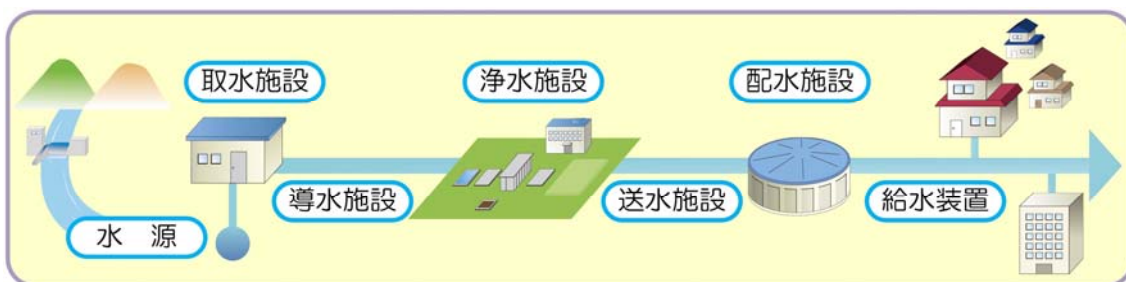 水　源
取水施設
導水施設
浄水施設
送水施設
配水施設
給水装置